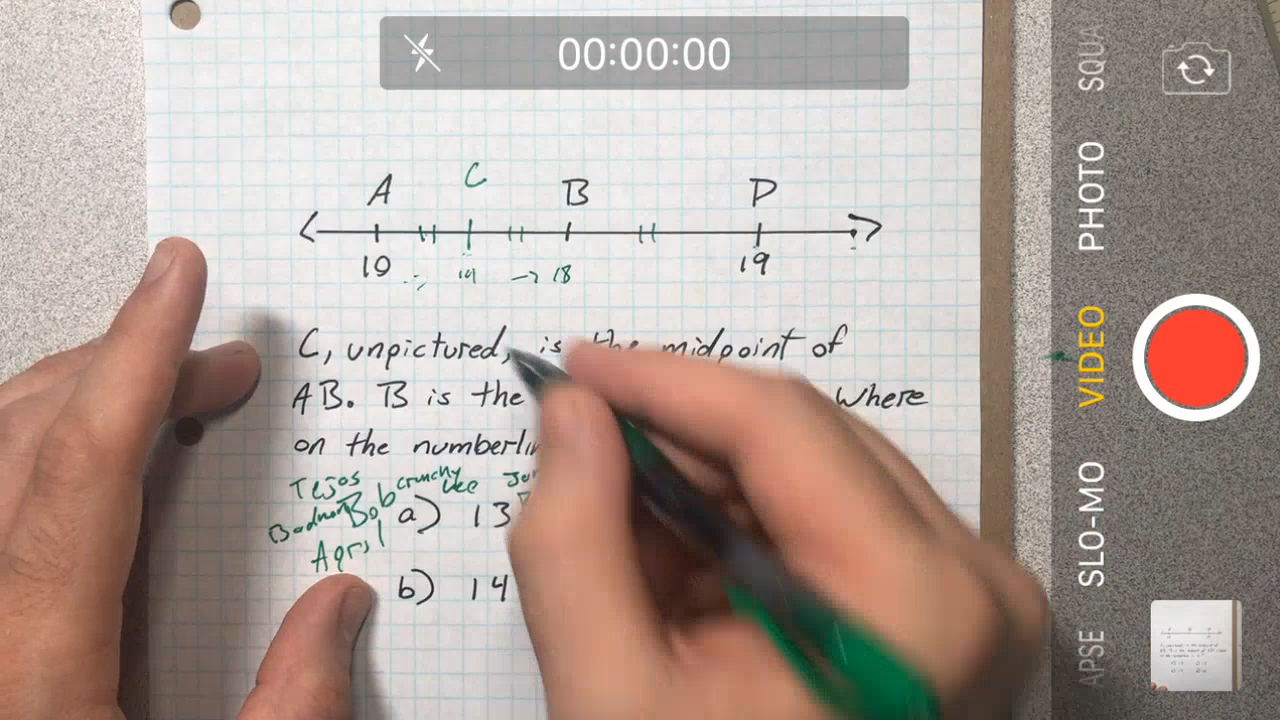 00:00:00
C
A B D
10 14 → 18 19
C, unpictured, is the midpoint of
AB. B is the where
on the numberli
Tejos crunchy
Bob Lee
a) 13
April
b) 14
SQUA
PHOTO
VIDEO
SLO-MO
APSE